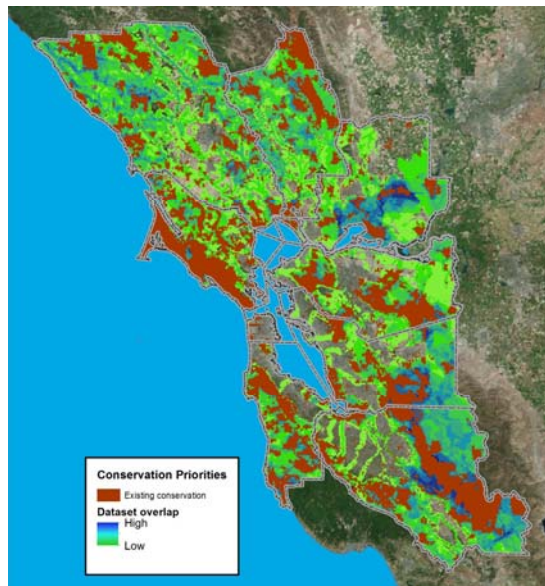 Conservation Priorities
Existing conservation
Dataset overlap
High
Low